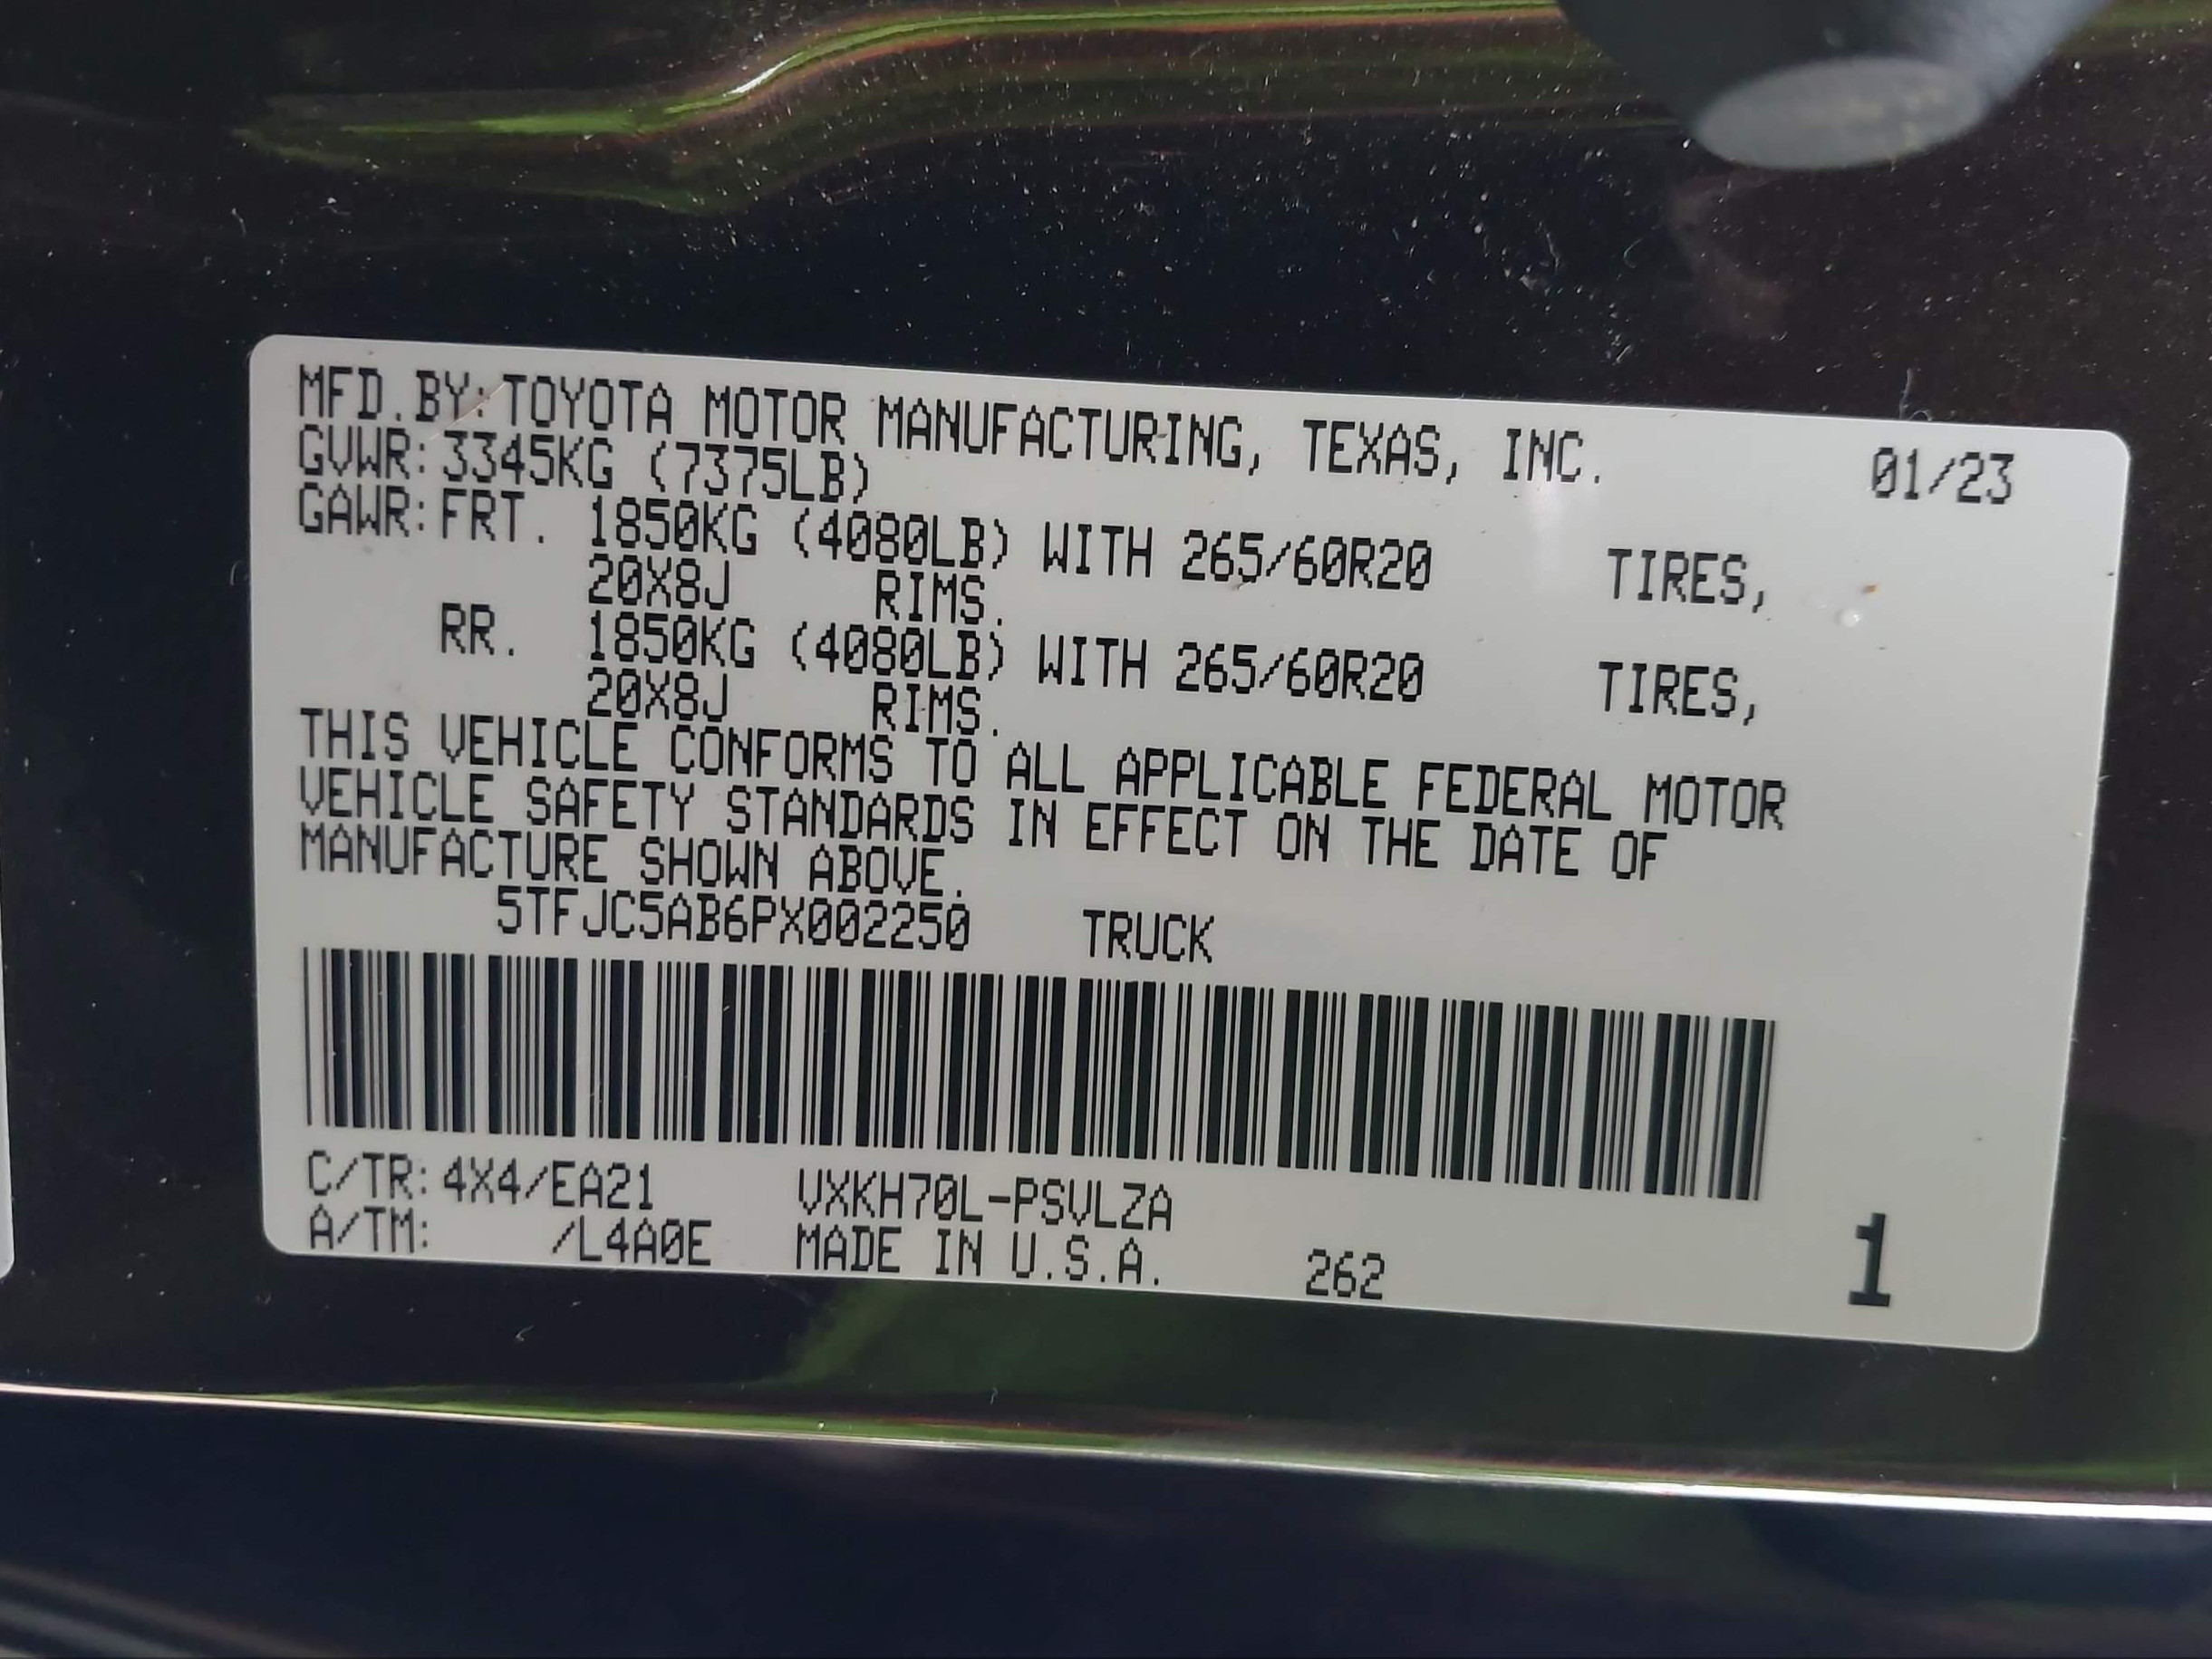 MFD.BY:TOYOTA MOTOR MANUFACTURING, TEXAS, INC. 01/23
GVWR:3345KG (7375LB)
GAWR:FRT. 1850KG (4080LB) WITH 265/60R20 TIRES,
20X8J RIMS.
RR. 1850KG (4080LB) WITH 265/60R20 TIRES,
20X8J RIMS.
THIS VEHICLE CONFORMS TO ALL APPLICABLE FEDERAL MOTOR
VEHICLE SAFETY STANDARDS IN EFFECT ON THE DATE OF
MANUFACTURE SHOWN ABOVE.
5TFJC5AB6PX002250 TRUCK
C/TR:4X4/EA21 VXKH70L-PSVLZA
A/TM: /L4A0E MADE IN U.S.A. 262 1